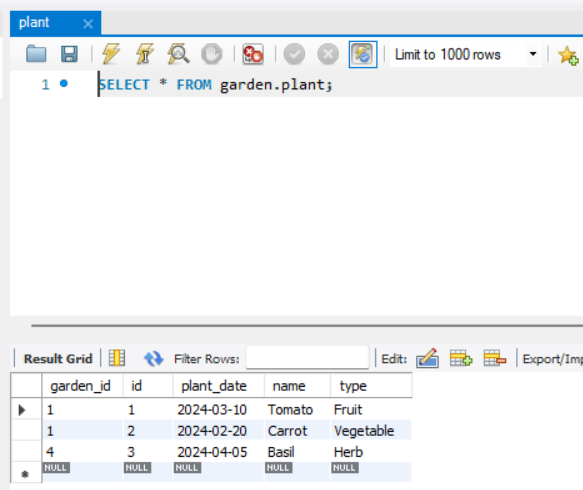 plant
Limit to 1000 rows
1 SELECT * FROM garden.plant;
Result Grid Filter Rows: Edit: Export/Imp
garden_id id plant_date name type
1 1 2024-03-10 Tomato Fruit
1 2 2024-02-20 Carrot Vegetable
4 3 2024-04-05 Basil Herb
NULL NULL NULL NULL NULL